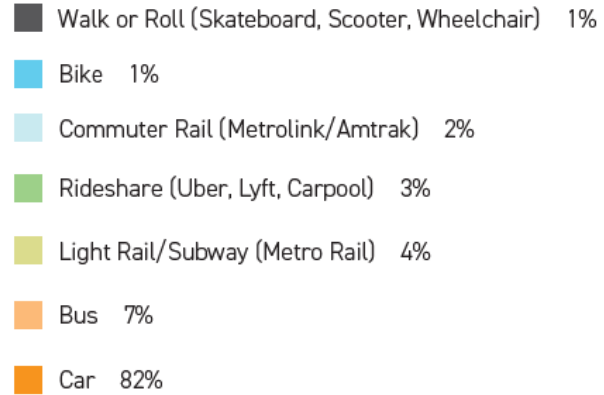 Walk or Roll (Skateboard, Scooter, Wheelchair) 1%
Bike 1%
Commuter Rail (Metrolink/Amtrak) 2%
Rideshare (Uber, Lyft, Carpool) 3%
Light Rail/Subway (Metro Rail) 4%
Bus 7%
Car 82%